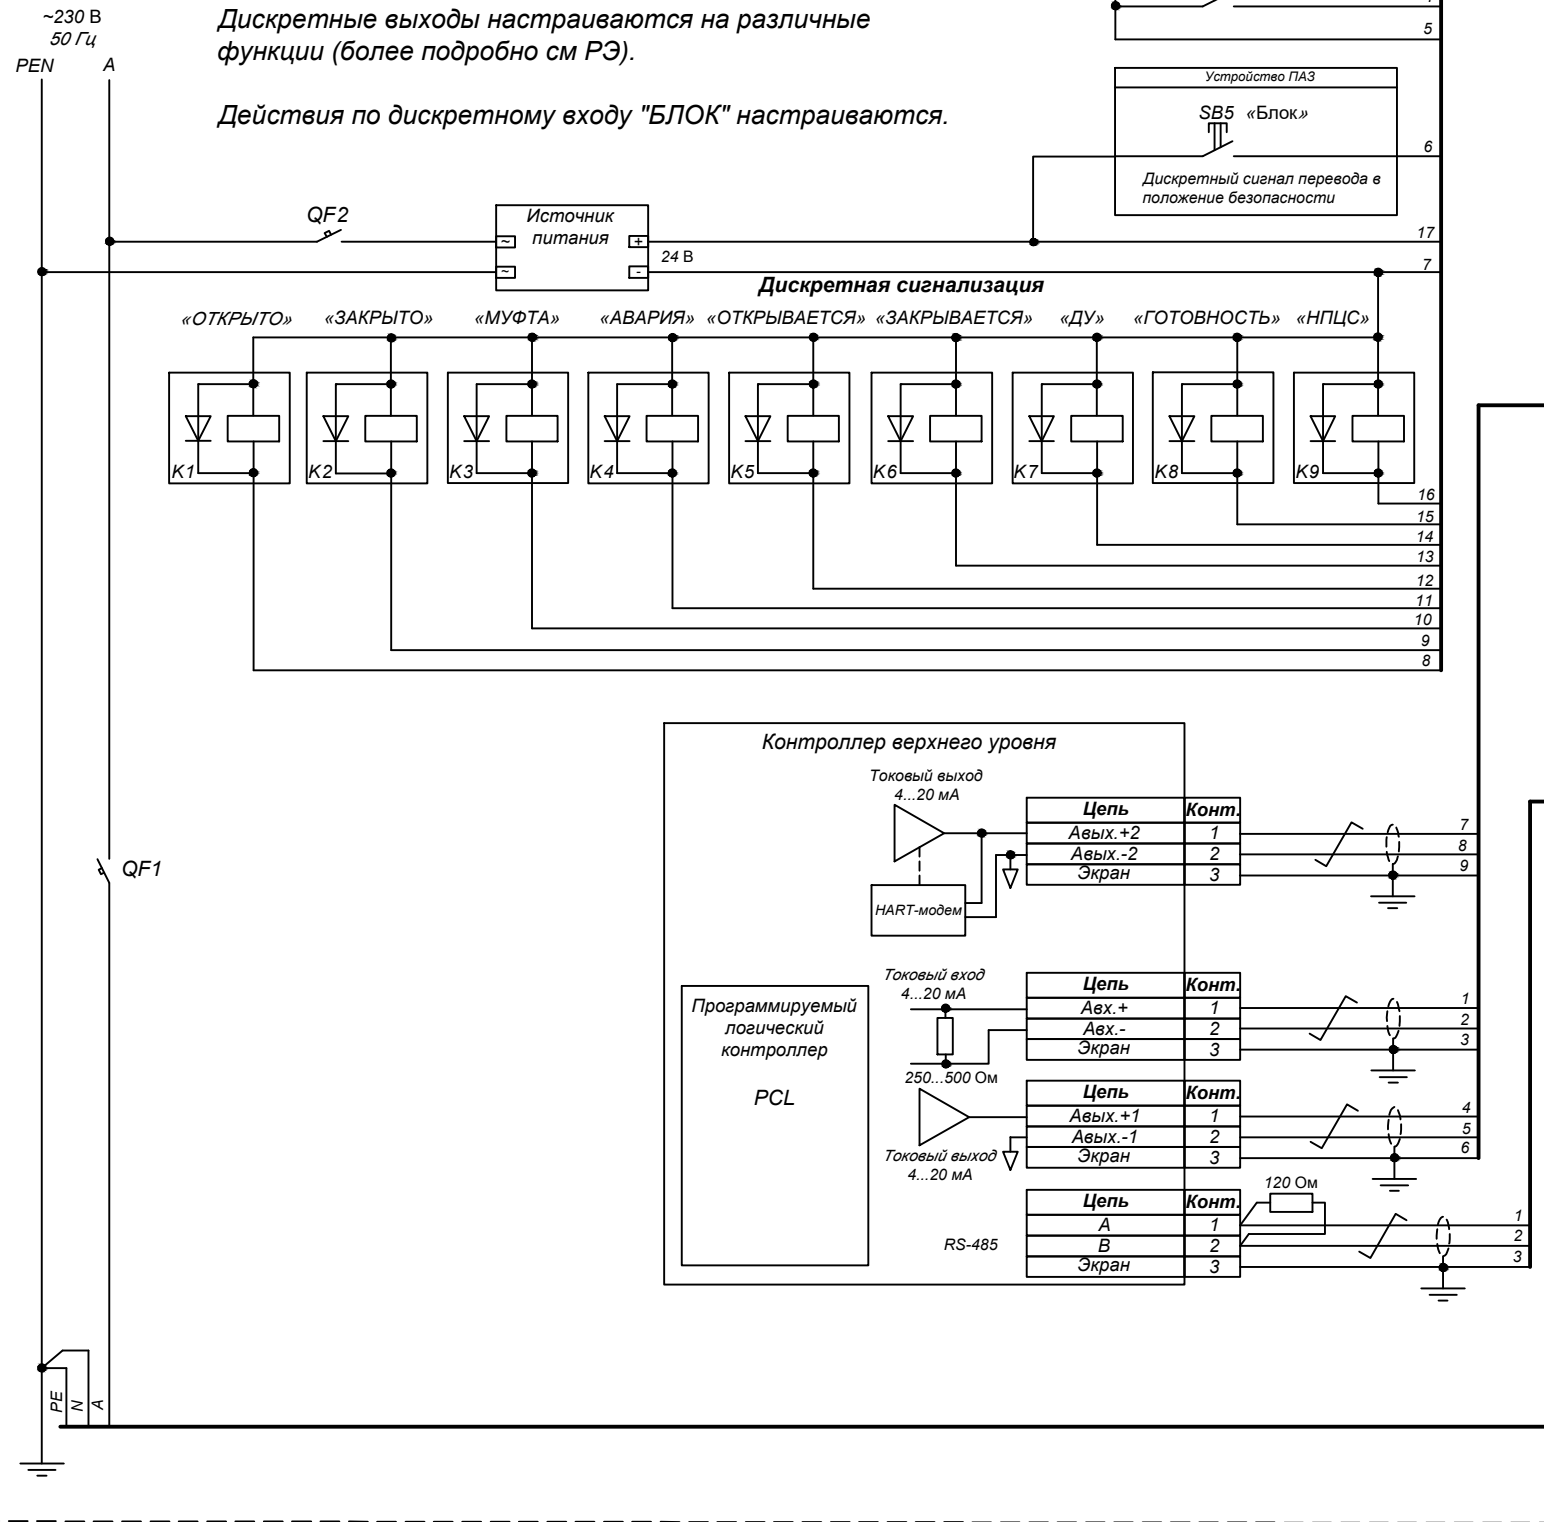 ~230 В
50 Гц
PEN
A
Дискретные выходы настраиваются на различные
функции (более подробно см РЭ).
Действия по дискретному входу "БЛОК" настраиваются.
5
Устройство ПАЗ
SB5 «Блок»
6
Дискретный сигнал перевода в
положение безопасности
QF2
Источник
питания
~
+
~
-
24 В
17
7
Дискретная сигнализация
«ОТКРЫТО» «ЗАКРЫТО» «МУФТА» «АВАРИЯ» «ОТКРЫВАЕТСЯ» «ЗАКРЫВАЕТСЯ» «ДУ» «ГОТОВНОСТЬ» «НПЦС»
K1 K2 K3 K4 K5 K6 K7 K8 K9
16
15
14
13
12
11
10
9
8
QF1
Контроллер верхнего уровня
Токовый выход
4...20 мА
HART-модем
Цепь Конт.
Авых.+2 1
Авых.-2 2
Экран 3
7
8
9
Программируемый
логический
контроллер
PCL
Токовый вход
4...20 мА
250...500 Ом
Цепь Конт.
Авх.+ 1
Авх.- 2
Экран 3
1
2
3
Токовый выход
4...20 мА
Цепь Конт.
Авых.+1 1
Авых.-1 2
Экран 3
4
5
6
RS-485
Цепь Конт.
A 1
B 2
Экран 3
120 Ом
1
2
3
PE
N
A